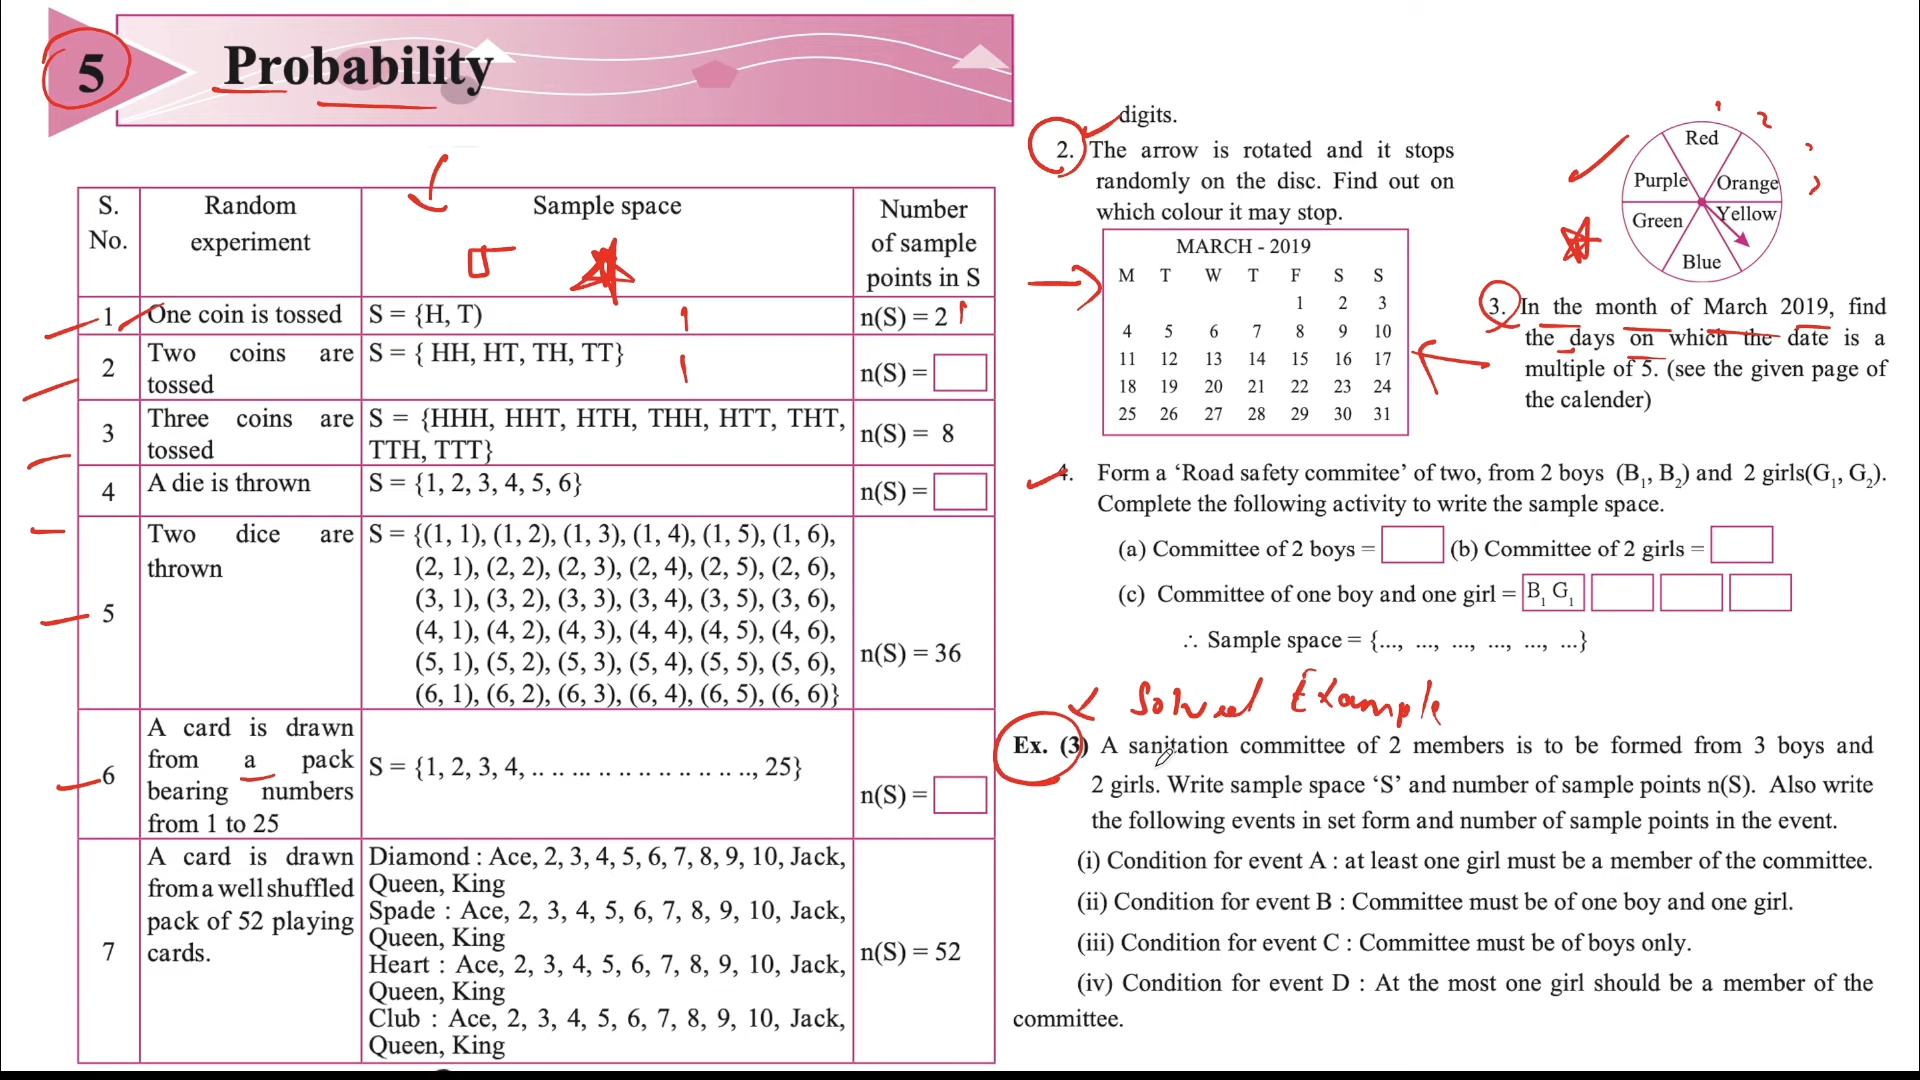 5
Probability
S. No.
Random experiment
Sample space
Number of sample points in S
1
One coin is tossed
S = {H, T)
n(S) = 2
2
Two coins are tossed
S = { HH, HT, TH, TT}
n(S) =
3
Three coins are tossed
S = {HHH, HHT, HTH, THH, HTT, THT,
TTH, TTT}
n(S) = 8
4
A die is thrown
S = {1, 2, 3, 4, 5, 6}
n(S) =
5
Two dice are thrown
S = {(1, 1), (1, 2), (1, 3), (1, 4), (1, 5), (1, 6),
(2, 1), (2, 2), (2, 3), (2, 4), (2, 5), (2, 6),
(3, 1), (3, 2), (3, 3), (3, 4), (3, 5), (3, 6),
(4, 1), (4, 2), (4, 3), (4, 4), (4, 5), (4, 6),
(5, 1), (5, 2), (5, 3), (5, 4), (5, 5), (5, 6),
(6, 1), (6, 2), (6, 3), (6, 4), (6, 5), (6, 6)}
n(S) = 36
6
A card is drawn
from a pack
bearing numbers
from 1 to 25
S = {1, 2, 3, 4, .. .. ... .. .. .. .. .. .. .. .., 25}
n(S) =
7
A card is drawn
from a well shuffled
pack of 52 playing
cards.
Diamond : Ace, 2, 3, 4, 5, 6, 7, 8, 9, 10, Jack,
Queen, King
Spade : Ace, 2, 3, 4, 5, 6, 7, 8, 9, 10, Jack,
Queen, King
Heart : Ace, 2, 3, 4, 5, 6, 7, 8, 9, 10, Jack,
Queen, King
Club : Ace, 2, 3, 4, 5, 6, 7, 8, 9, 10, Jack,
Queen, King
n(S) = 52
digits.
2. The arrow is rotated and it stops
randomly on the disc. Find out on
which colour it may stop.
Red
Purple Orange
Green Yellow
Blue
1 2
MARCH - 2019
M T W T F S S
1 2 3
4 5 6 7 8 9 10
11 12 13 14 15 16 17
18 19 20 21 22 23 24
25 26 27 28 29 30 31
3. In the month of March 2019, find
the days on which the date is a
multiple of 5. (see the given page of
the calender)
4. Form a ‘Road safety commitee’ of two, from 2 boys (B1, B2) and 2 girls(G1, G2).
Complete the following activity to write the sample space.
(a) Committee of 2 boys = (b) Committee of 2 girls =
(c) Committee of one boy and one girl = B1 G1
∴ Sample space = {..., ..., ..., ..., ..., ...}
Solved Example
Ex. (3) A sanitation committee of 2 members is to be formed from 3 boys and
2 girls. Write sample space ‘S’ and number of sample points n(S). Also write
the following events in set form and number of sample points in the event.
(i) Condition for event A : at least one girl must be a member of the committee.
(ii) Condition for event B : Committee must be of one boy and one girl.
(iii) Condition for event C : Committee must be of boys only.
(iv) Condition for event D : At the most one girl should be a member of the
committee.